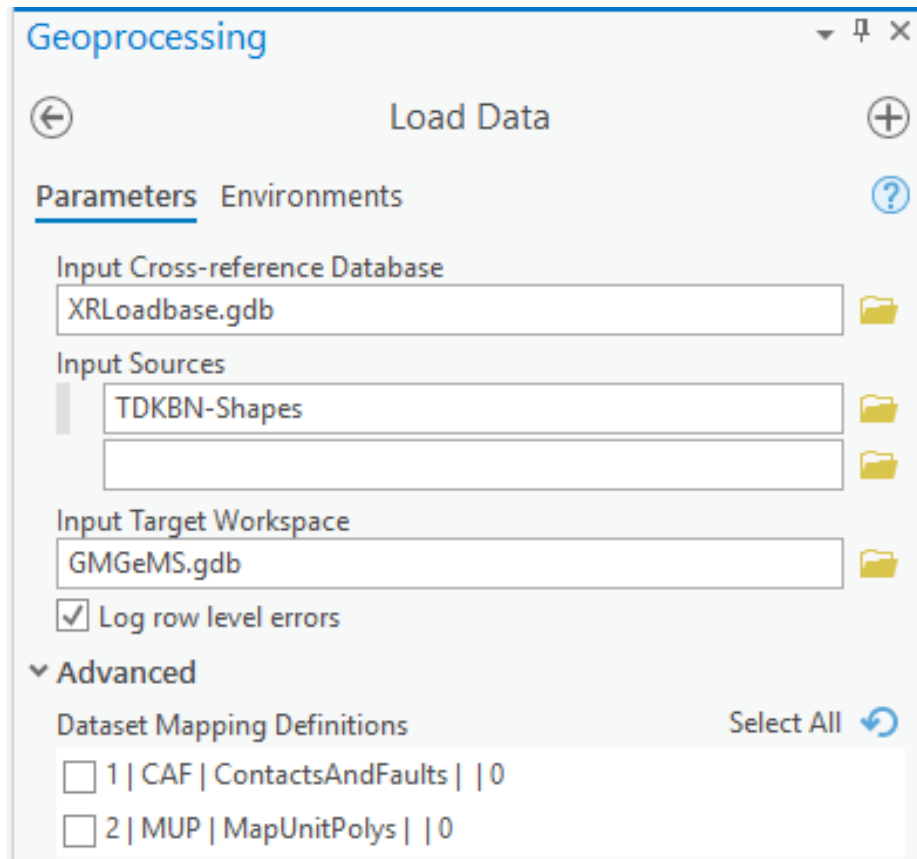 Geoprocessing
Load Data
Parameters Environments
Input Cross-reference Database
XRLoadbase.gdb
Input Sources
TDKBN-Shapes
Input Target Workspace
GMGeMS.gdb
Log row level errors
Advanced
Dataset Mapping Definitions Select All
1 | CAF | ContactsAndFaults | | 0
2 | MUP | MapUnitPolys | | 0